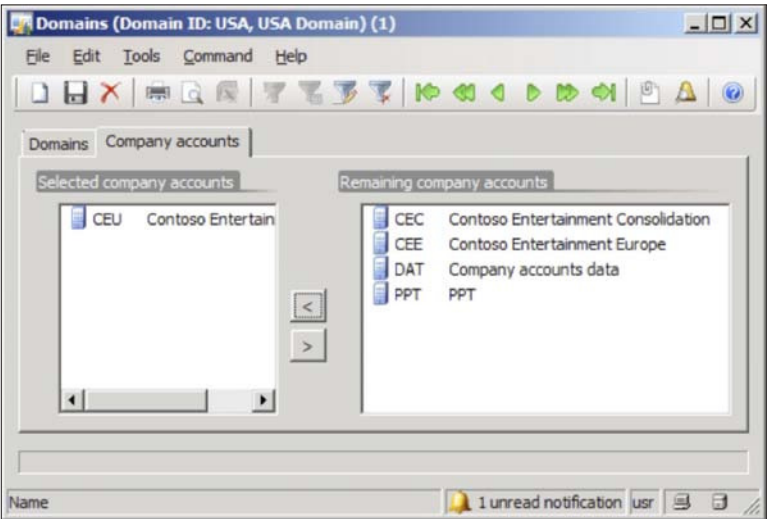 Domains (Domain ID: USA, USA Domain) (1)
File Edit Tools Command Help
Domains Company accounts
Selected company accounts Remaining company accounts
CEU Contoso Entertain CEC Contoso Entertainment Consolidation
CEE Contoso Entertainment Europe
DAT Company accounts data
PPT PPT
<
>
Name 1 unread notification usr